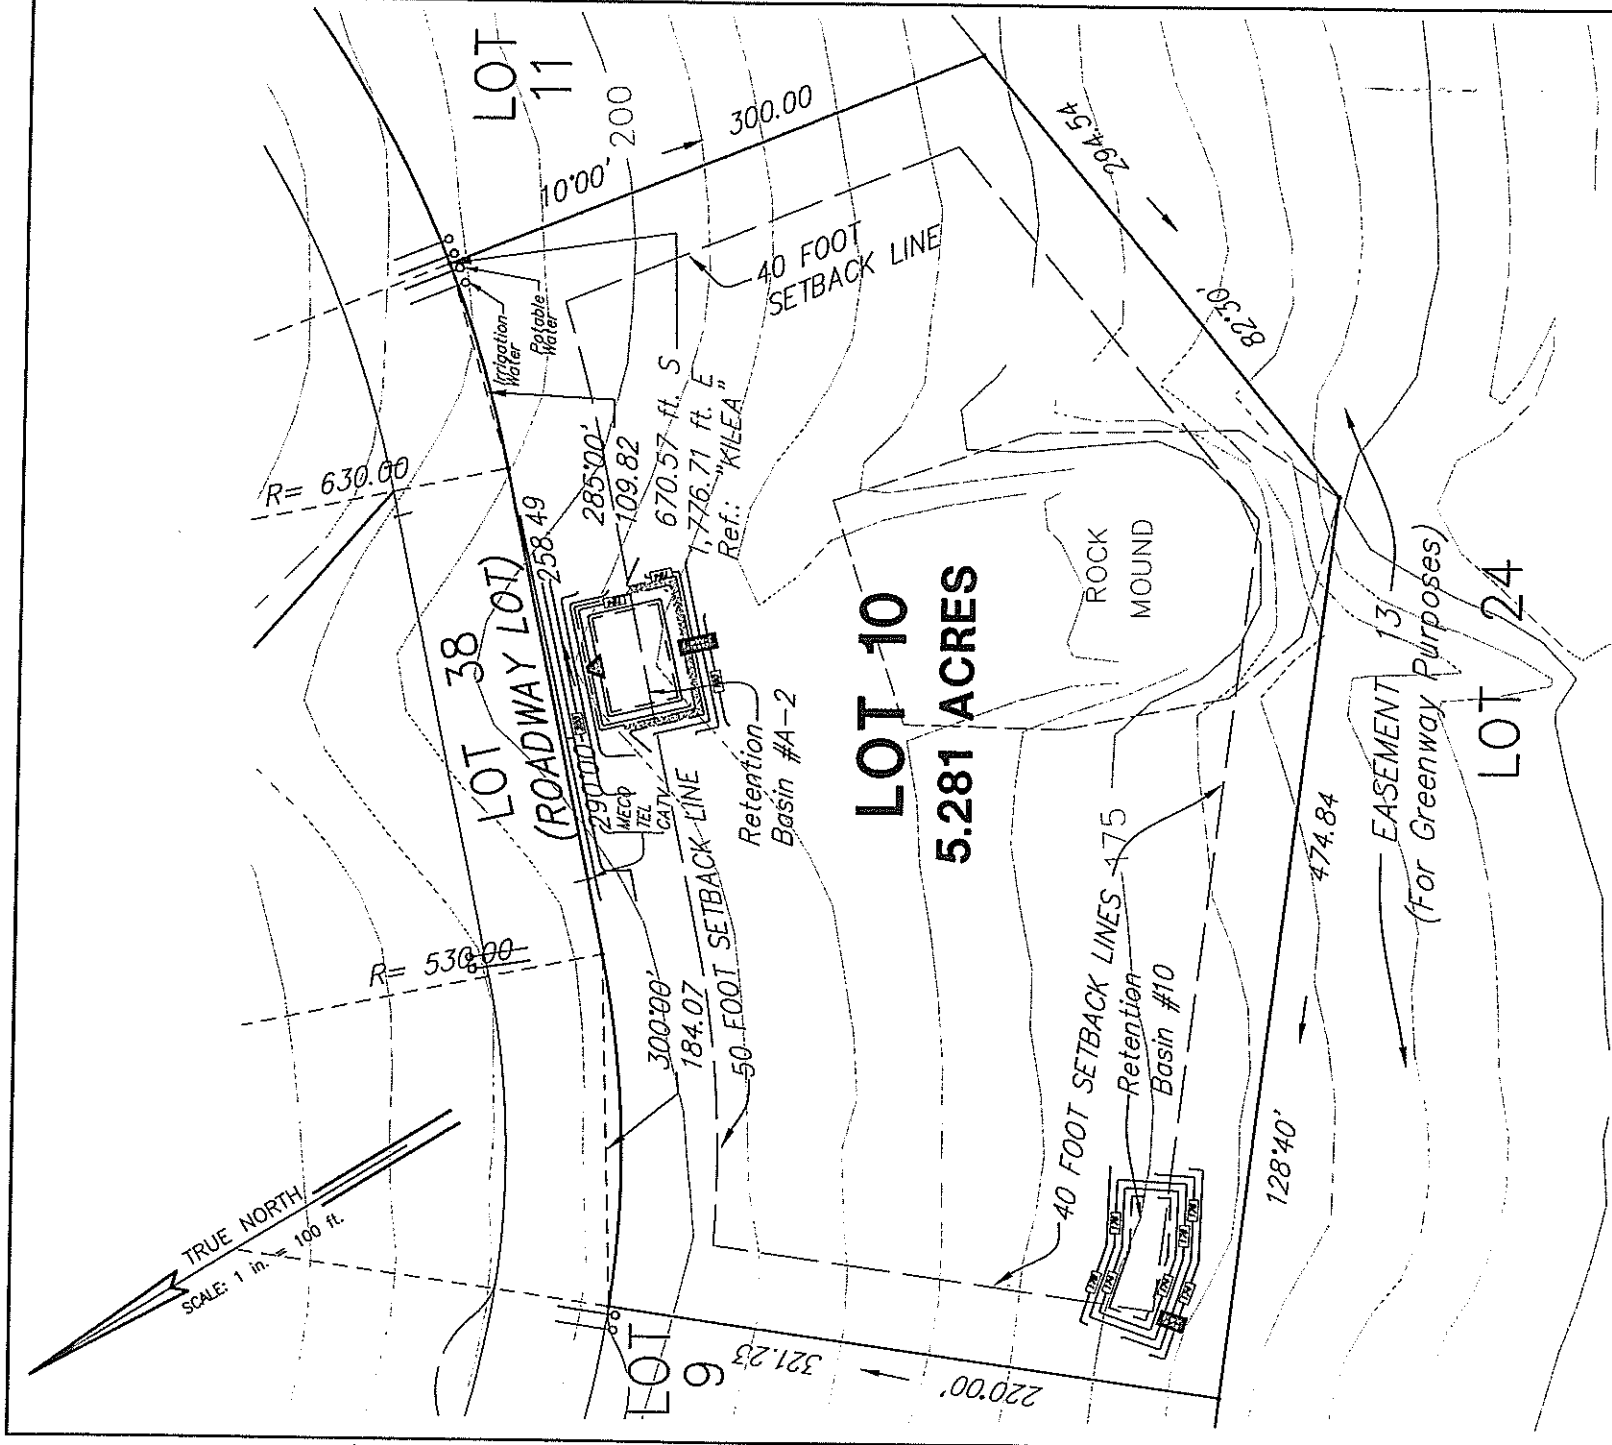 LOT
11
200
10°00'
300.00
294.54
82°30'
40 FOOT
SETBACK LINE
Irrigation
Water
Potable
Water
R= 630.00
258.49
285°00'
109.82
670.57 ft. S
1,776.71 ft. E
Ref.: "KILEA"
LOT 38
(ROADWAY LOT)
290°00'
MECO
TEL
CATV
Retention
Basin #A-2
LOT 10
5.281 ACRES
ROCK
MOUND
R= 530.00
300°00'
184.07
50 FOOT SETBACK LINE
40 FOOT SETBACK LINES
175
Retention
Basin #10
474.84
128°40'
EASEMENT 13
(For Greenway Purposes)
LOT 24
TRUE NORTH
SCALE: 1 in. = 100 ft.
LOT
9
321.23
220°00'